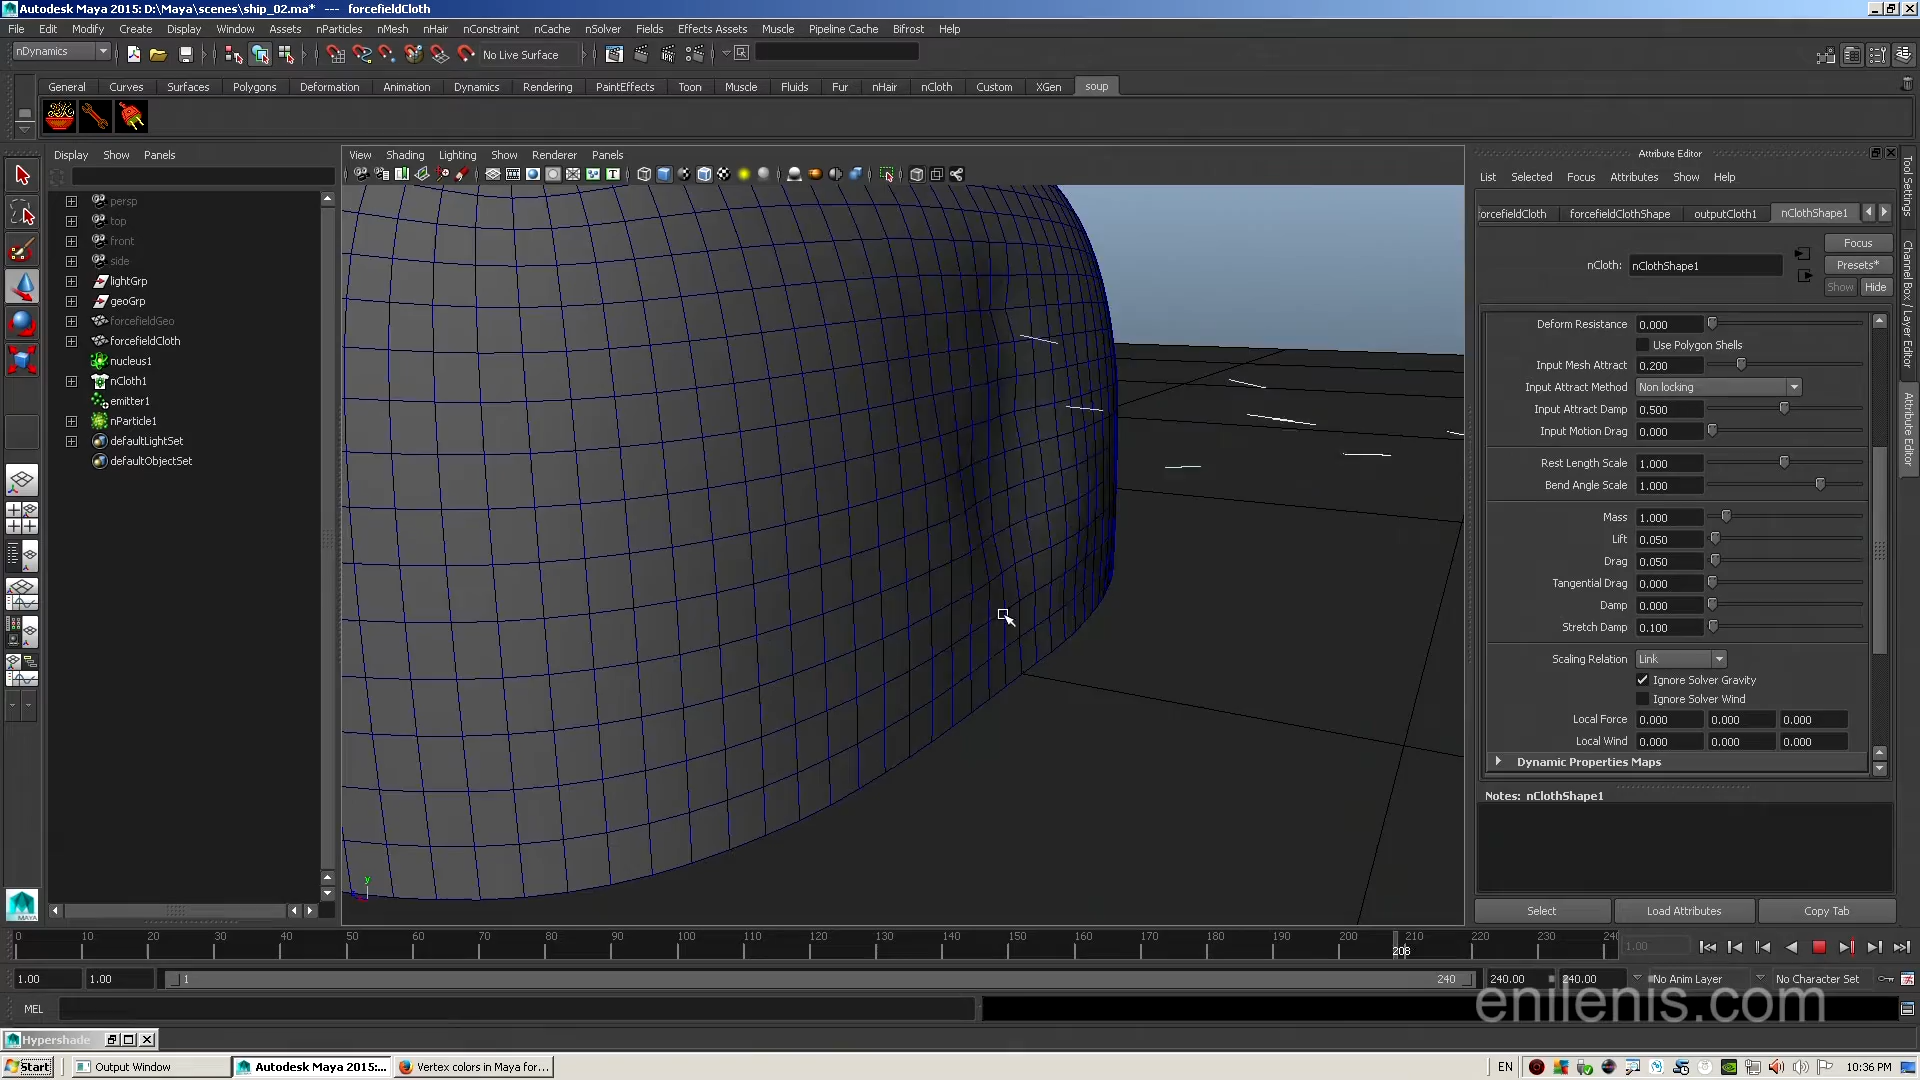 Autodesk Maya 2015: D:\Maya\scenes\ship_02.ma* --- forcefieldCloth
File Edit Modify Create Display Window Assets nParticles nMesh nHair nConstraint nCache nSolver Fields Effects Assets Muscle Pipeline Cache Bifrost Help
nDynamics No Live Surface
General Curves Surfaces Polygons Deformation Animation Dynamics Rendering PaintEffects Toon Muscle Fluids Fur nHair nCloth Custom XGen soup
Display Show Panels
View Shading Lighting Show Renderer Panels
Attribute Editor
List Selected Focus Attributes Show Help
persp
top
front
side
lightGrp
geoGrp
forcefieldGeo
forcefieldCloth
nucleus1
nCloth1
emitter1
nParticle1
defaultLightSet
defaultObjectSet
orcefieldCloth forcefieldClothShape outputCloth1 nClothShape1
nCloth: nClothShape1
Focus
Presets*
Show Hide
Deform Resistance 0.000
Use Polygon Shells
Input Mesh Attract 0.200
Input Attract Method Non locking
Input Attract Damp 0.500
Input Motion Drag 0.000
Rest Length Scale 1.000
Bend Angle Scale 1.000
Mass 1.000
Lift 0.050
Drag 0.050
Tangential Drag 0.000
Damp 0.000
Stretch Damp 0.100
Scaling Relation Link
Ignore Solver Gravity
Ignore Solver Wind
Local Force 0.000 0.000 0.000
Local Wind 0.000 0.000 0.000
Dynamic Properties Maps
Notes: nClothShape1
Select Load Attributes Copy Tab
Tool Settings
Channel Box / Layer Editor
Attribute Editor
y
MAYA
0 10 20 30 40 50 60 70 80 90 100 110 120 130 140 150 160 170 180 190 200 210 220 230 24
208
1.00
1.00 1.00 1 240 240.00 240.00 No Anim Layer No Character Set
MEL
enilenis.com
Hypershade
Start Output Window Autodesk Maya 2015:... Vertex colors in Maya for... EN 10:36 PM